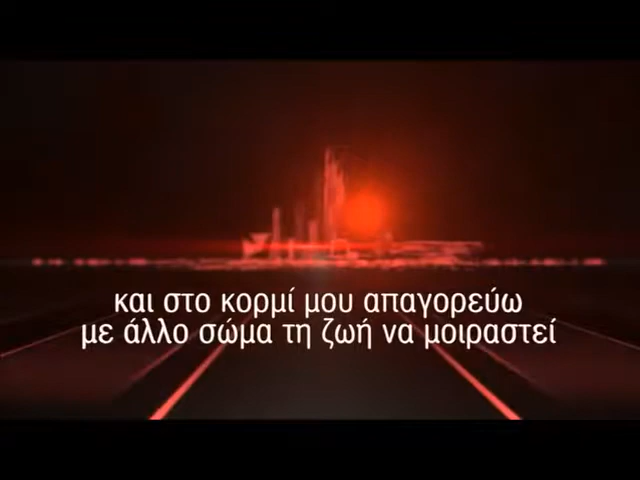 και στο κορμί μου απαγορεύω
με άλλο σώμα τη ζωή να μοιραστεί